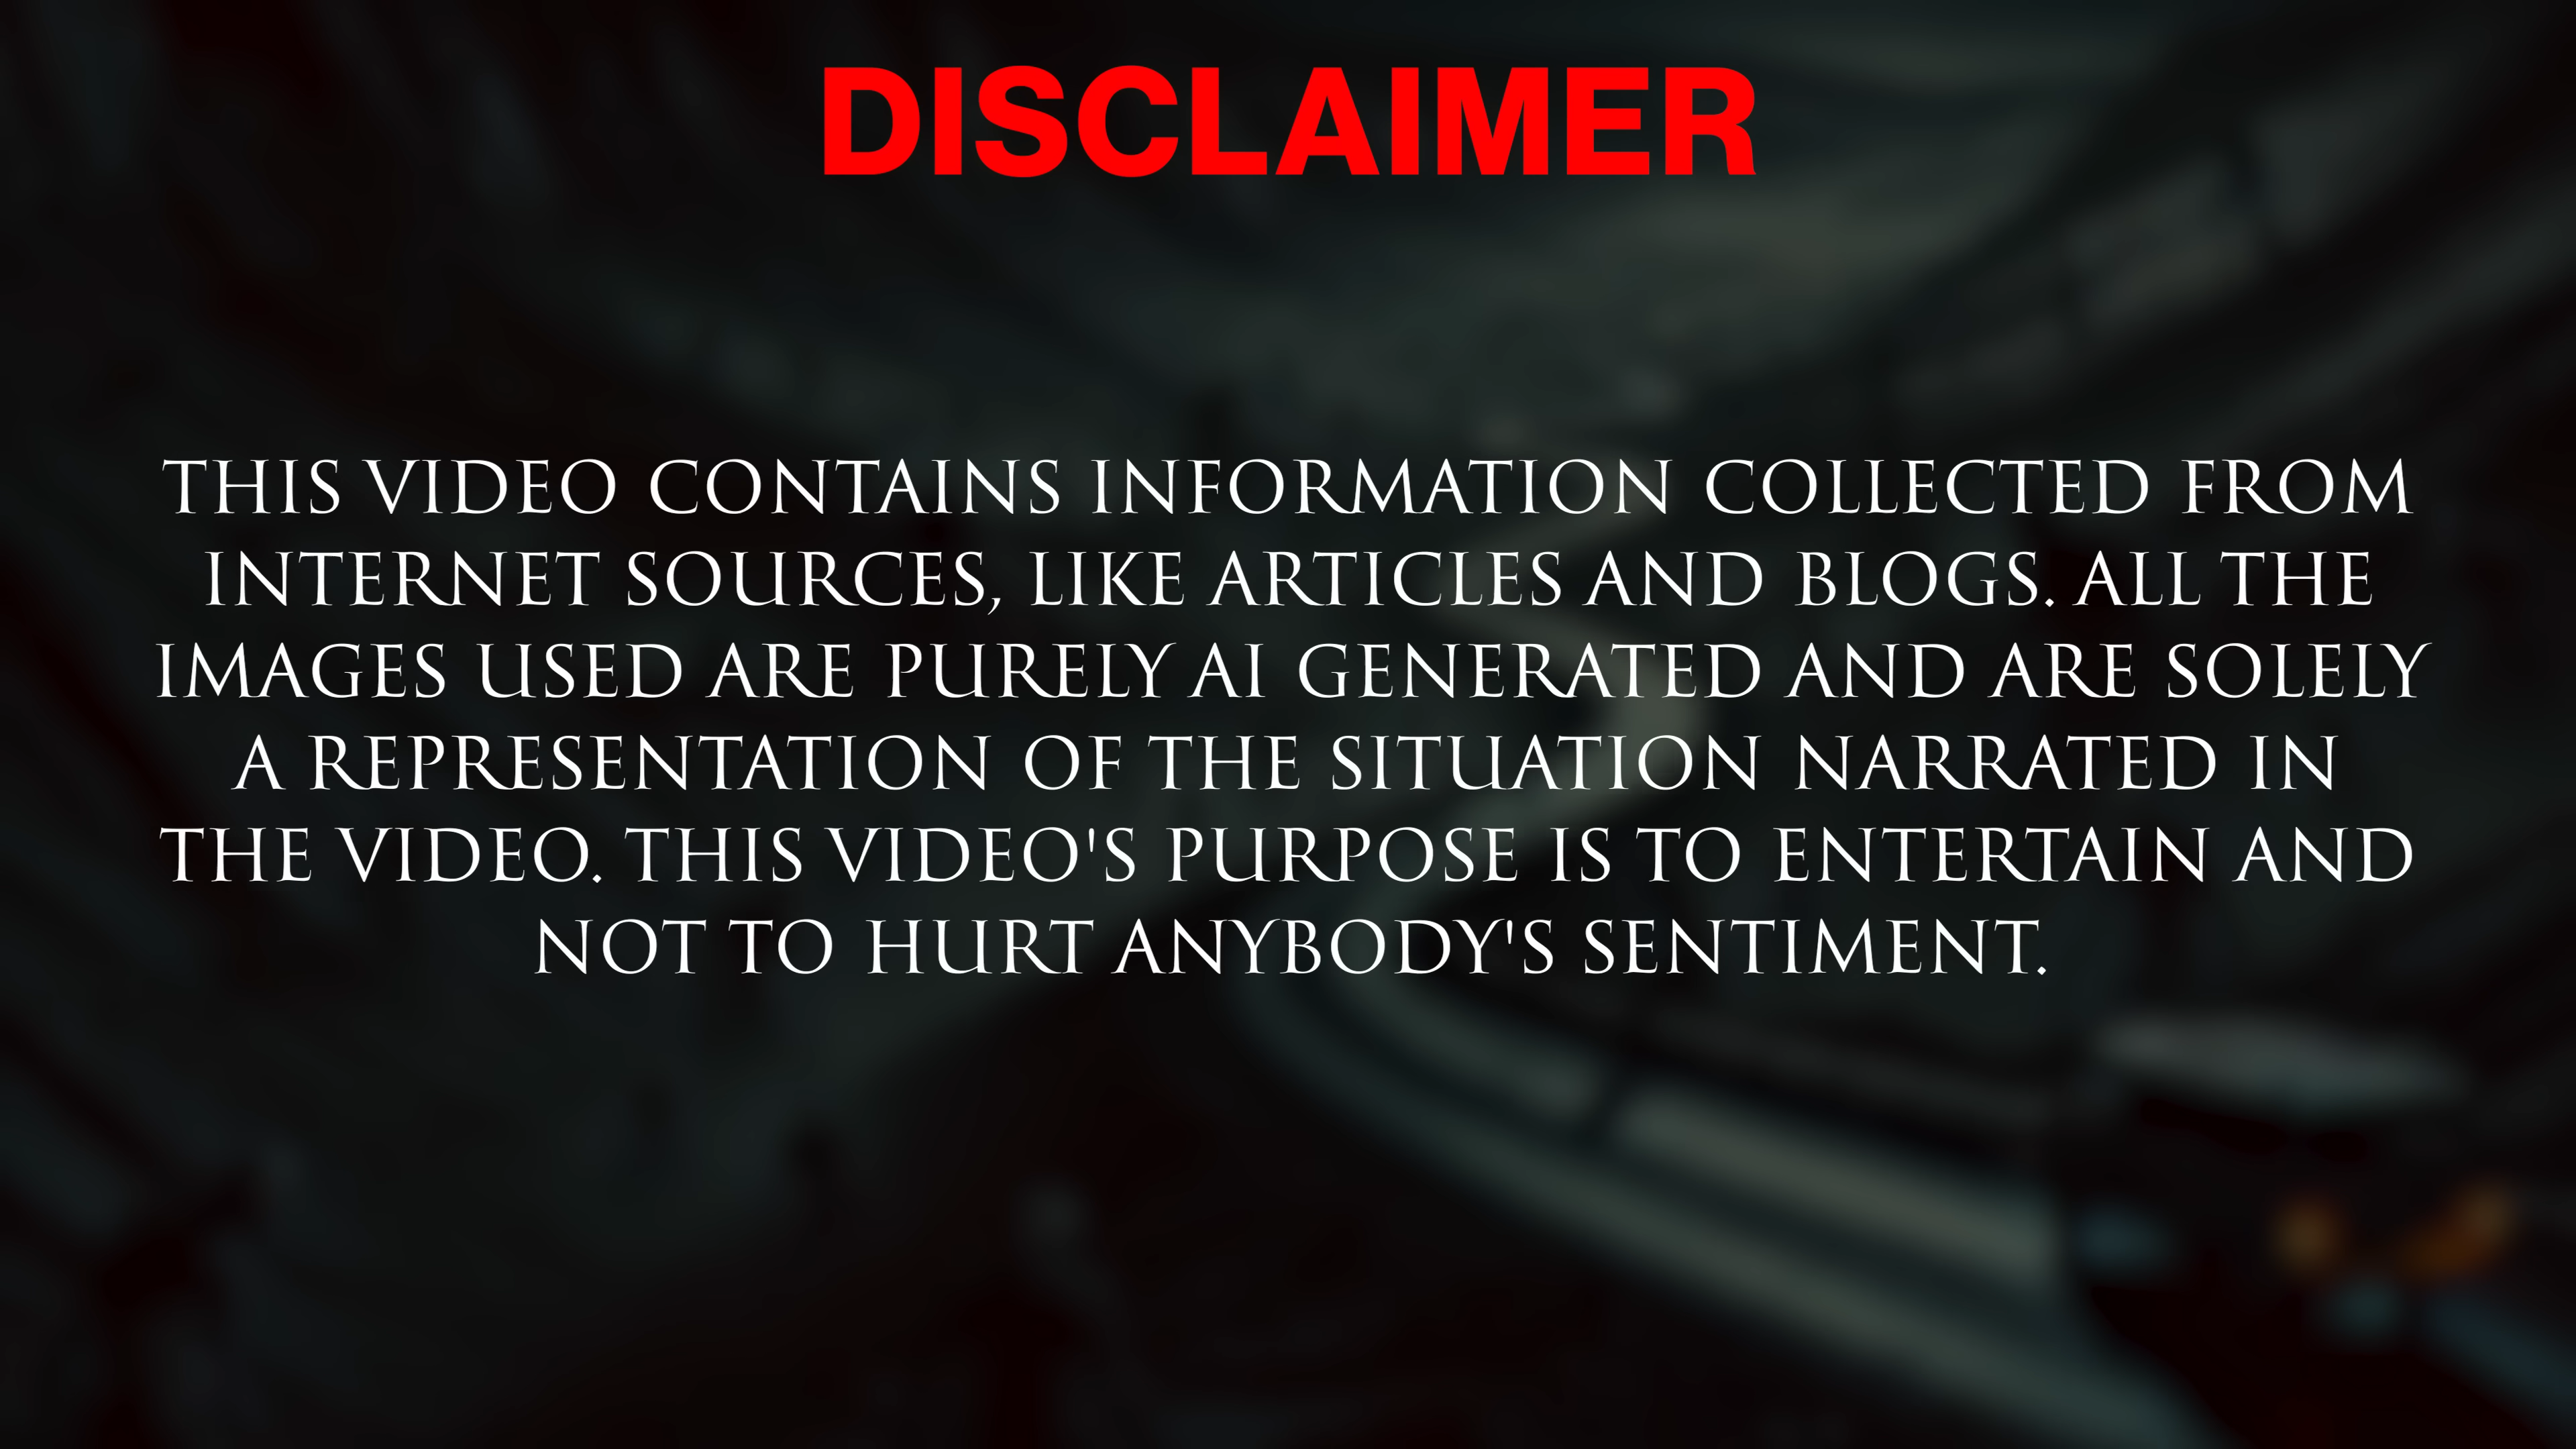 DISCLAIMER
THIS VIDEO CONTAINS INFORMATION COLLECTED FROM
INTERNET SOURCES, LIKE ARTICLES AND BLOGS. ALL THE
IMAGES USED ARE PURELY AI GENERATED AND ARE SOLELY
A REPRESENTATION OF THE SITUATION NARRATED IN
THE VIDEO. THIS VIDEO'S PURPOSE IS TO ENTERTAIN AND
NOT TO HURT ANYBODY'S SENTIMENT.